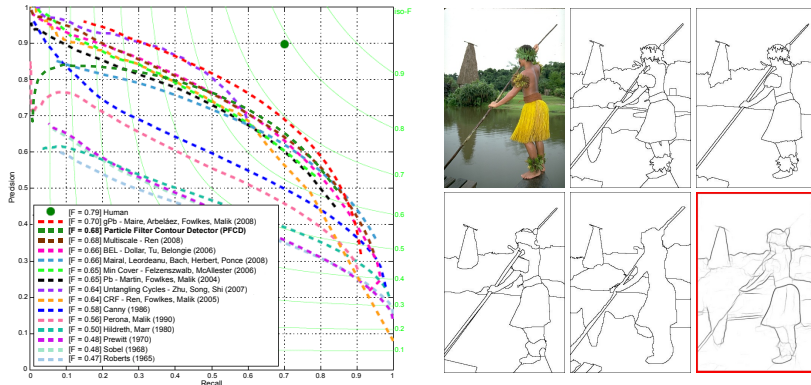 iso-F
1
0.9
0.8
0.7
0.6
0.5
0.4
0.3
0.2
0.1
0
Precision
0.9
0.8
0.7
0.6
0.5
0.4
0.3
0.2
0.1
[F = 0.79] Human
[F = 0.70] gPb - Maire, Arbeláez, Fowlkes, Malik (2008)
[F = 0.68] Particle Filter Contour Detector (PFCD)
[F = 0.68] Multiscale - Ren (2008)
[F = 0.66] BEL - Dollar, Tu, Belongie (2006)
[F = 0.66] Mairal, Leordeanu, Bach, Herbert, Ponce (2008)
[F = 0.65] Min Cover - Felzenszwalb, McAllester (2006)
[F = 0.65] Pb - Martin, Fowlkes, Malik (2004)
[F = 0.64] Untangling Cycles - Zhu, Song, Shi (2007)
[F = 0.64] CRF - Ren, Fowlkes, Malik (2005)
[F = 0.58] Canny (1986)
[F = 0.56] Perona, Malik (1990)
[F = 0.50] Hildreth, Marr (1980)
[F = 0.48] Prewitt (1970)
[F = 0.48] Sobel (1968)
[F = 0.47] Roberts (1965)
0 0.1 0.2 0.3 0.4 0.5 0.6 0.7 0.8 0.9 1
Recall